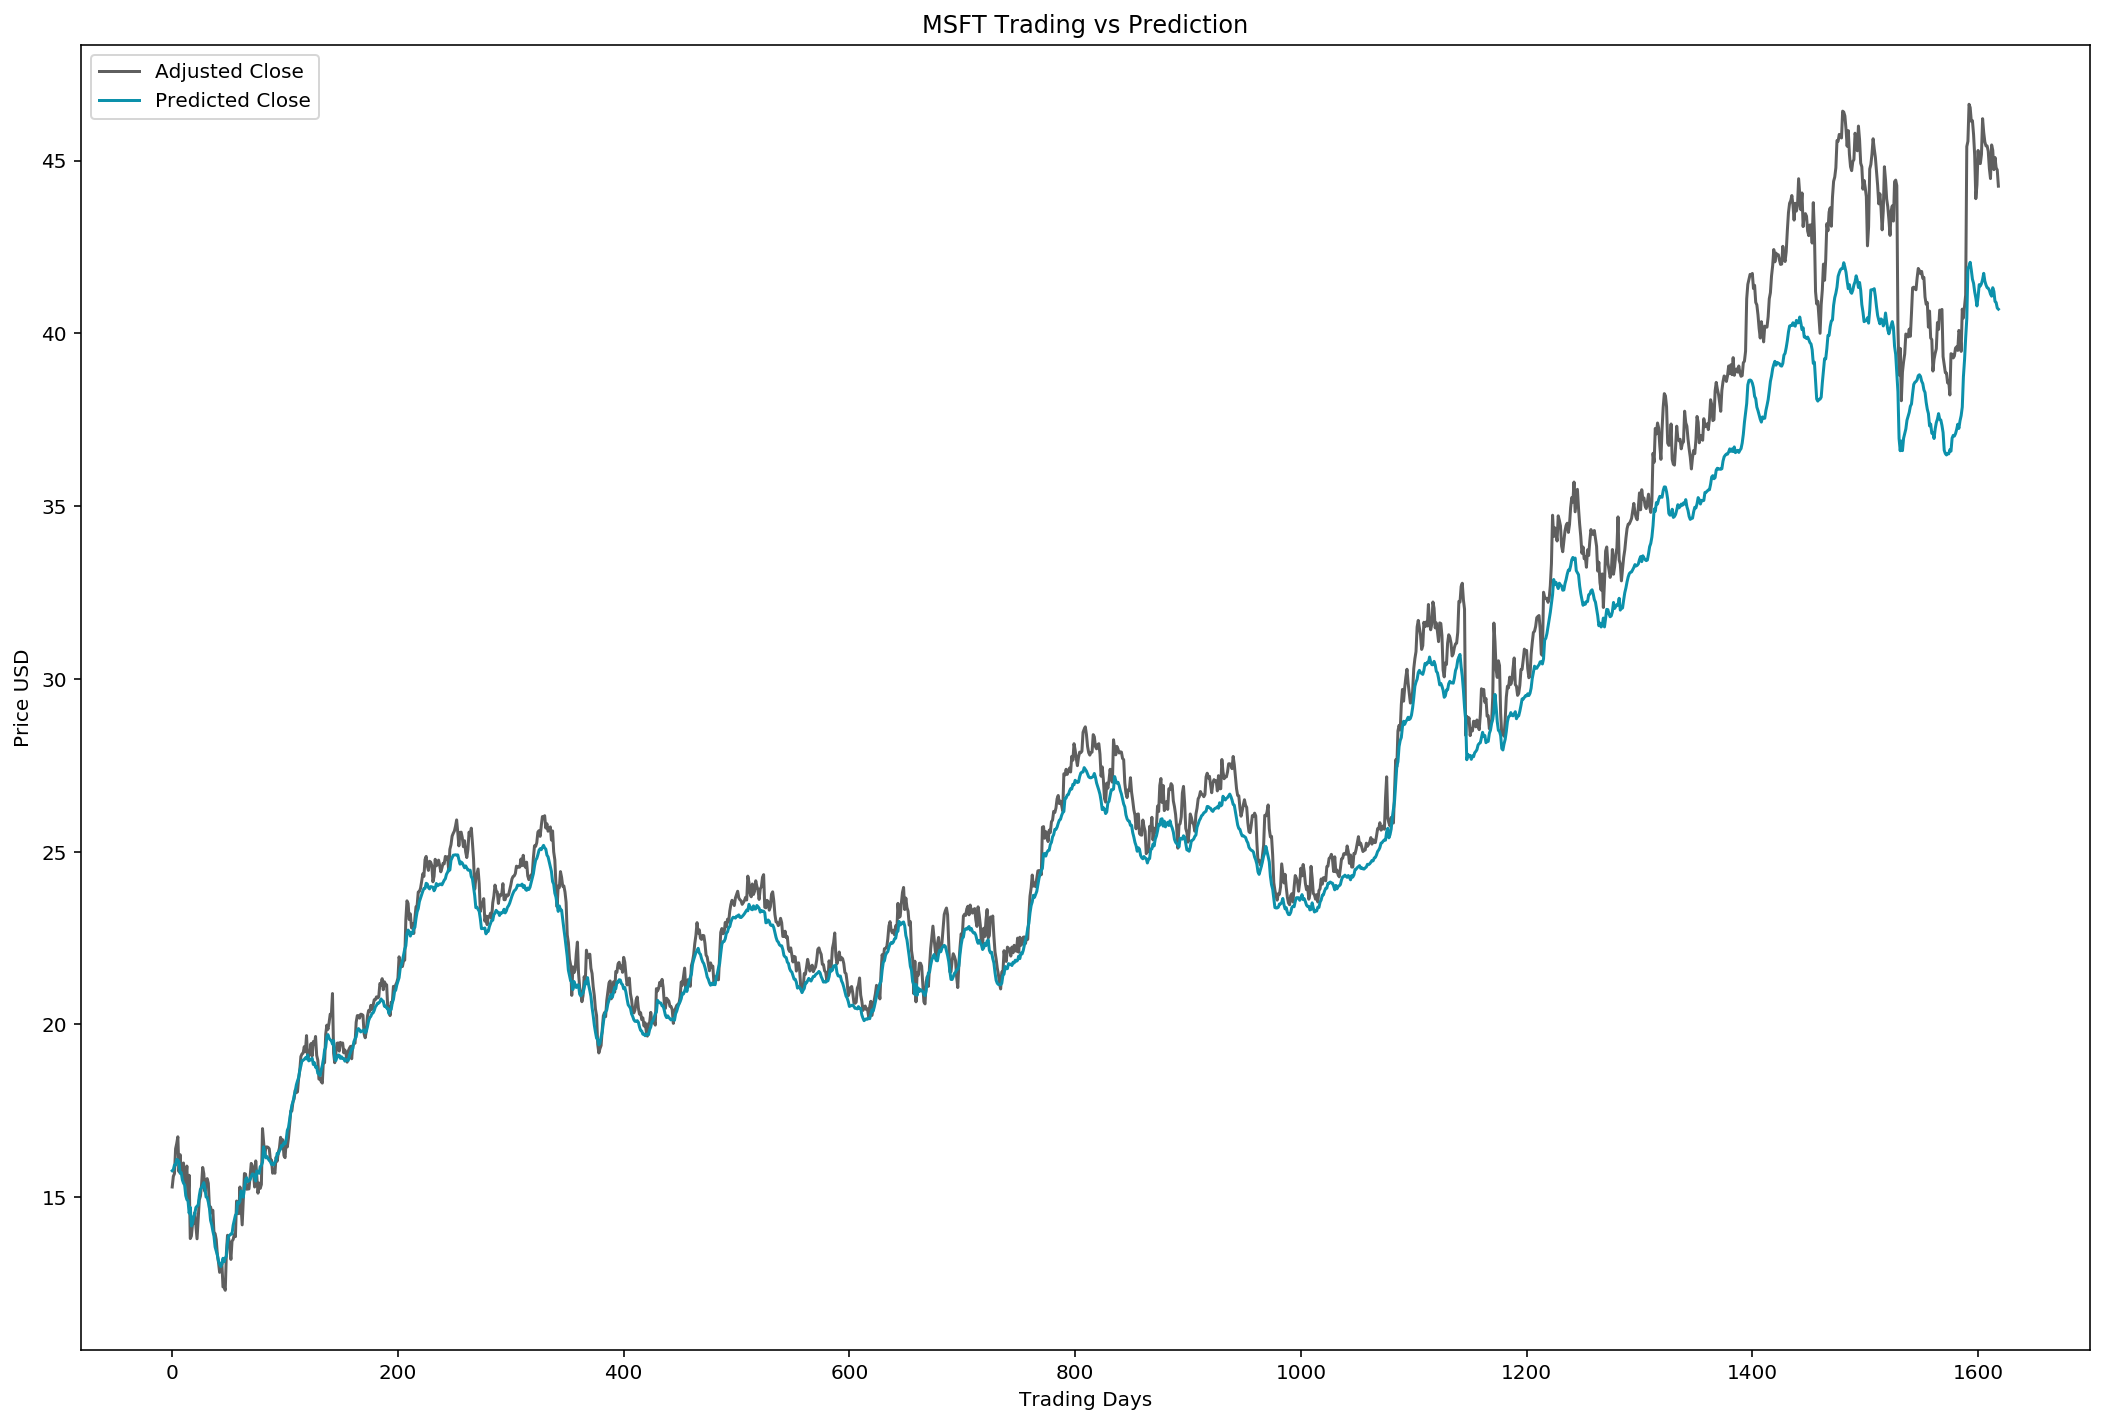 MSFT Trading vs Prediction
Adjusted Close
Predicted Close
Price USD
45
40
35
30
25
20
15
0 200 400 600 800 1000 1200 1400 1600
Trading Days